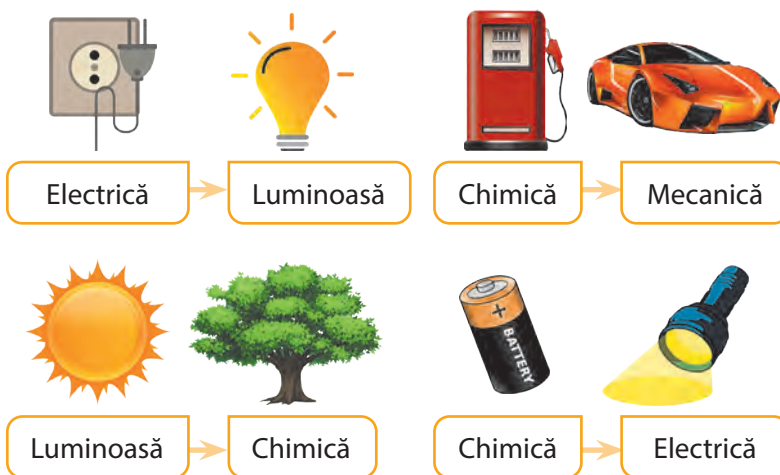 Electrică
Luminoasă
Chimică
Mecanică
BATTERY
Luminoasă
Chimică
Chimică
Electrică